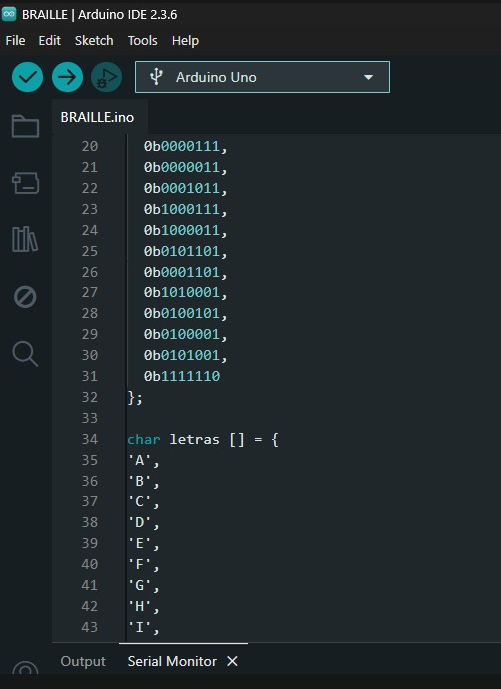 BRAILLE | Arduino IDE 2.3.6
File Edit Sketch Tools Help
Arduino Uno
BRAILLE.ino
20 0b0000111,
21 0b0000011,
22 0b0001011,
23 0b1000111,
24 0b1000011,
25 0b0101101,
26 0b0001101,
27 0b1010001,
28 0b0100101,
29 0b0100001,
30 0b0101001,
31 0b1111110
32 };
33
34 char letras [] = {
35 'A',
36 'B',
37 'C',
38 'D',
39 'E',
40 'F',
41 'G',
42 'H',
43 'I',
Output Serial Monitor ×